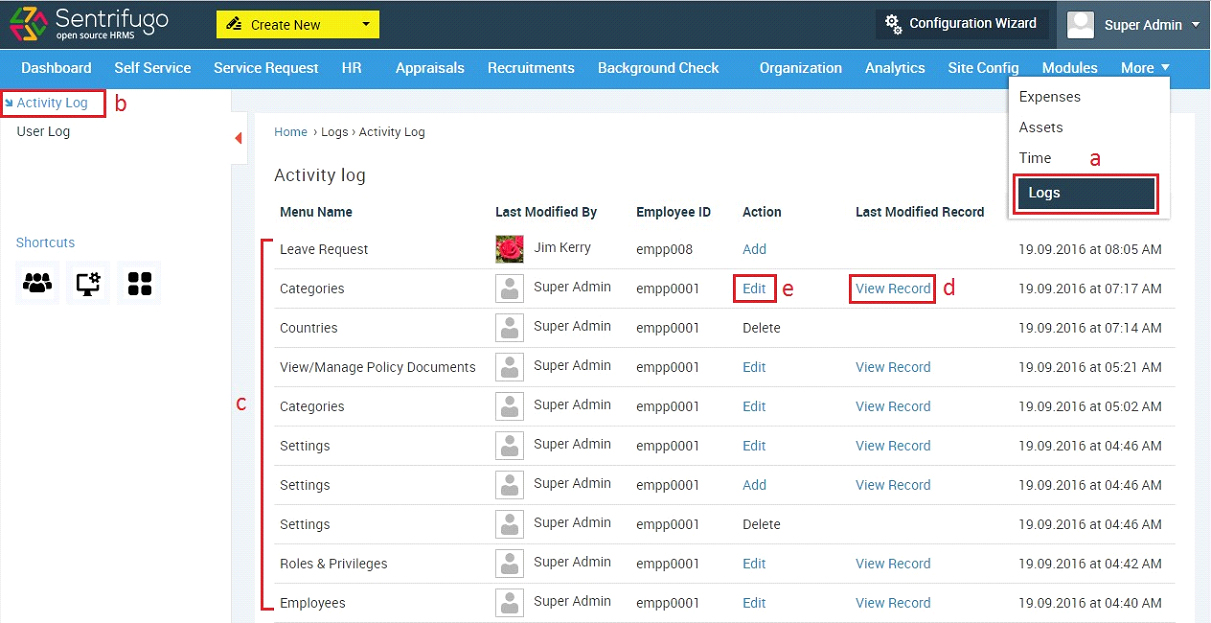 Sentrifugo
open source HRMS
Create New
Configuration Wizard
Super Admin
Dashboard Self Service Service Request HR Appraisals Recruitments Background Check Organization Analytics Site Config Modules More
Activity Log b
User Log
Shortcuts
Expenses
Assets
Time a
Logs
Home › Logs › Activity Log
Activity log
Menu Name Last Modified By Employee ID Action Last Modified Record
Leave Request Jim Kerry empp008 Add 19.09.2016 at 08:05 AM
Categories Super Admin empp0001 Edit e View Record d 19.09.2016 at 07:17 AM
Countries Super Admin empp0001 Delete 19.09.2016 at 07:14 AM
View/Manage Policy Documents Super Admin empp0001 Edit View Record 19.09.2016 at 05:21 AM
c Categories Super Admin empp0001 Edit View Record 19.09.2016 at 05:02 AM
Settings Super Admin empp0001 Edit View Record 19.09.2016 at 04:46 AM
Settings Super Admin empp0001 Add View Record 19.09.2016 at 04:46 AM
Settings Super Admin empp0001 Delete 19.09.2016 at 04:46 AM
Roles & Privileges Super Admin empp0001 Edit View Record 19.09.2016 at 04:42 AM
Employees Super Admin empp0001 Edit View Record 19.09.2016 at 04:40 AM